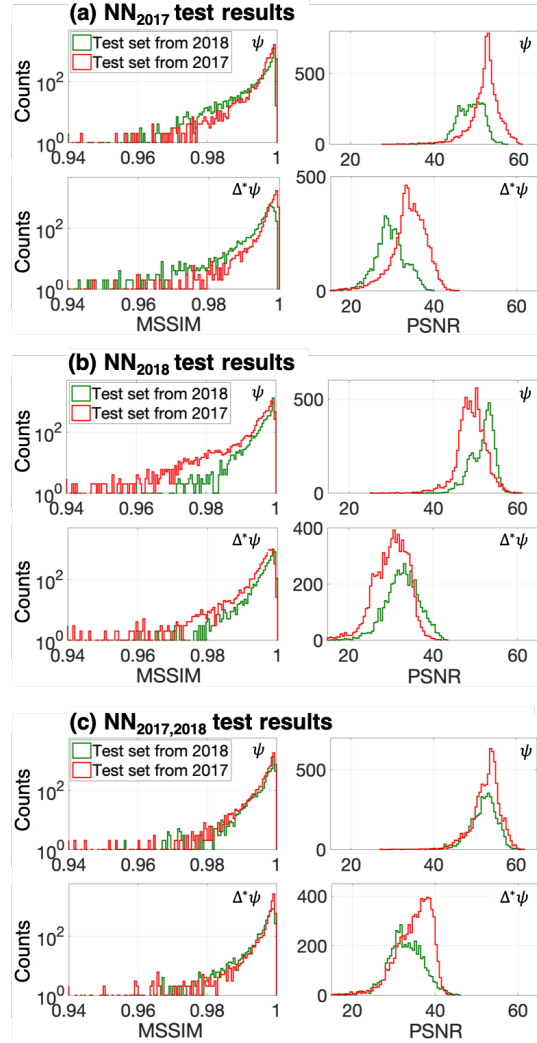 (a) NN2017 test results
Counts
10^2
10^0
Test set from 2018
Test set from 2017
ψ
0.94 0.96 0.98 1
500
0
ψ
20 40 60
Counts
10^2
10^0
Δ*ψ
0.94 0.96 0.98 1
MSSIM
500
0
Δ*ψ
20 40 60
PSNR
(b) NN2018 test results
Counts
10^2
10^0
Test set from 2018
Test set from 2017
ψ
0.94 0.96 0.98 1
500
0
ψ
20 40 60
Counts
10^2
10^0
Δ*ψ
0.94 0.96 0.98 1
MSSIM
400
200
0
Δ*ψ
20 40 60
PSNR
(c) NN2017,2018 test results
Counts
10^2
10^0
Test set from 2018
Test set from 2017
ψ
0.94 0.96 0.98 1
500
0
ψ
20 40 60
Counts
10^2
10^0
Δ*ψ
0.94 0.96 0.98 1
MSSIM
400
200
0
Δ*ψ
20 40 60
PSNR